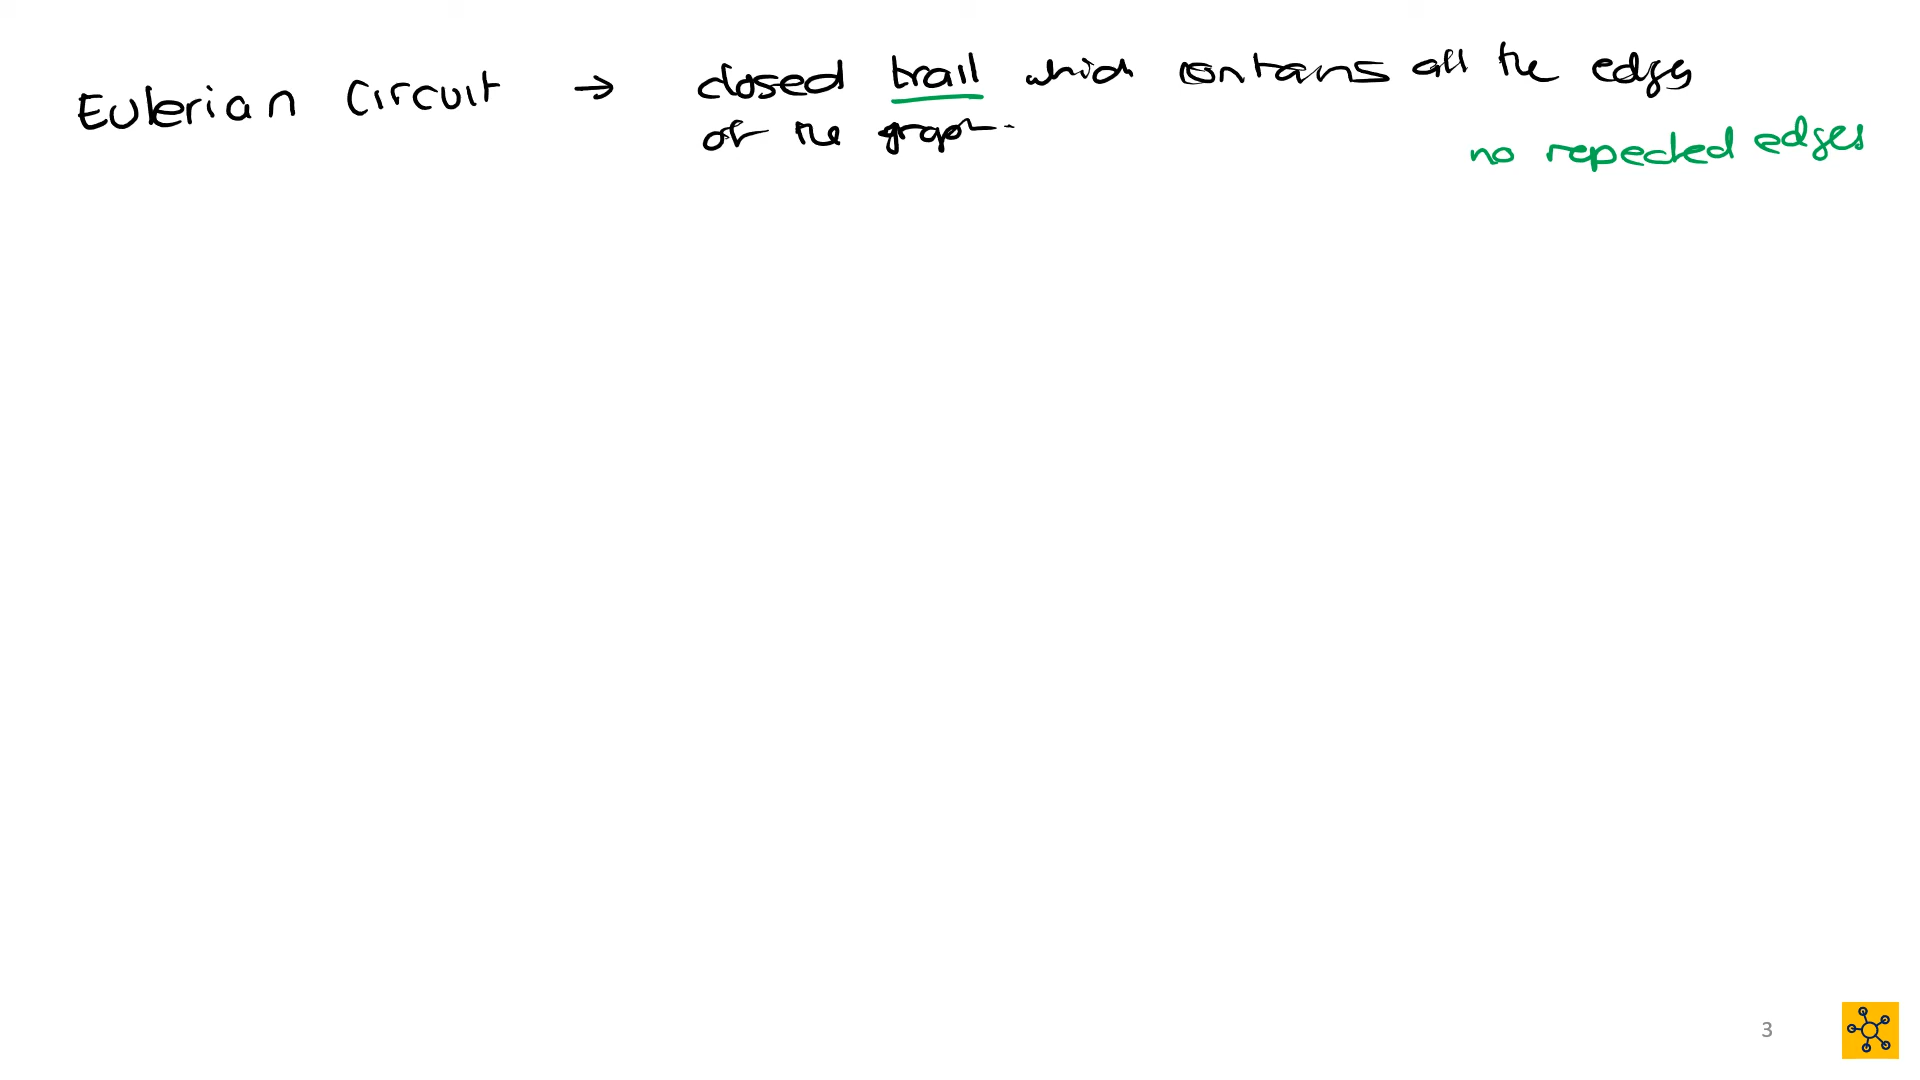 Eulerian Circuit → closed trail which contains all the edges
of the graph.
no repeated edges
3